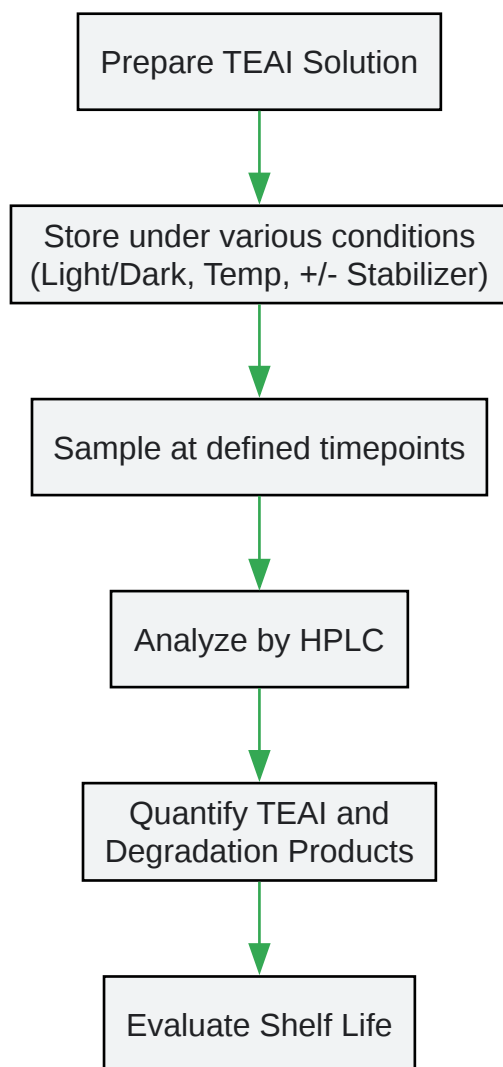 Prepare TEAI Solution
Store under various conditions
(Light/Dark, Temp, +/- Stabilizer)
Sample at defined timepoints
Analyze by HPLC
Quantify TEAI and
Degradation Products
Evaluate Shelf Life